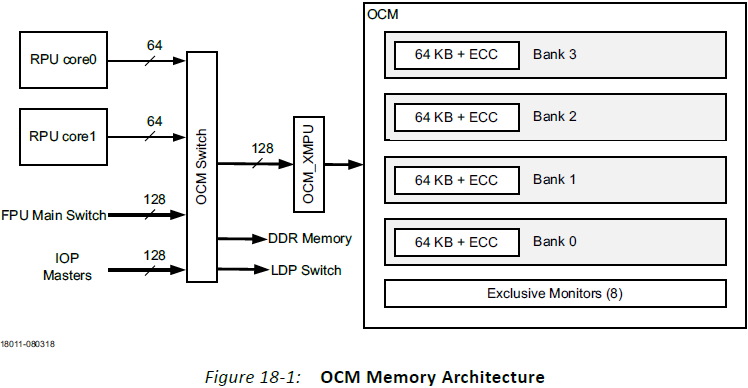 OCM
RPU core0
64
RPU core1
64
FPU Main Switch
128
IOP
Masters
128
OCM Switch
128
OCM_XMPU
DDR Memory
LDP Switch
64 KB + ECC
Bank 3
64 KB + ECC
Bank 2
64 KB + ECC
Bank 1
64 KB + ECC
Bank 0
Exclusive Monitors (8)
18011-080318
Figure 18-1: OCM Memory Architecture